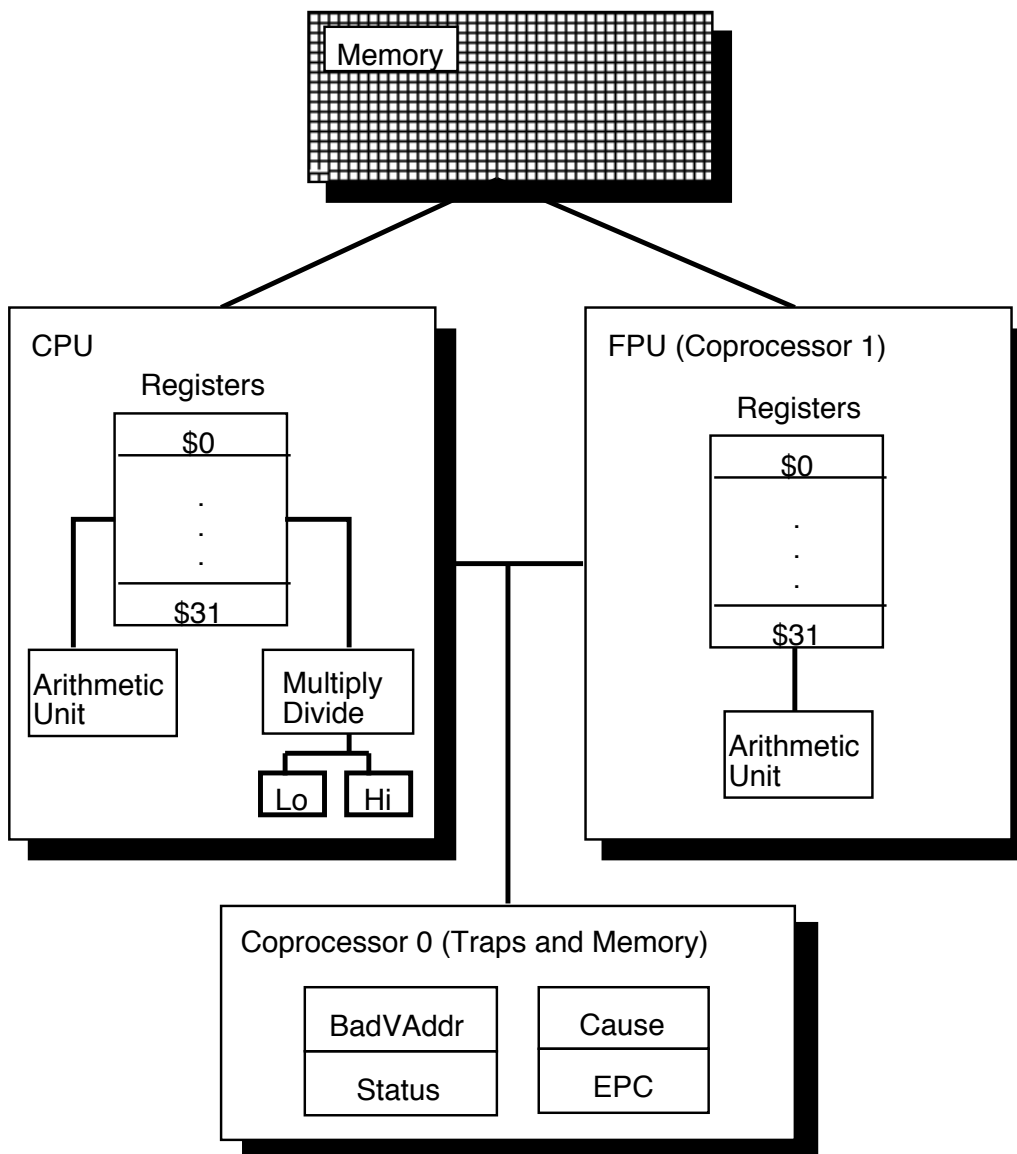 Memory
CPU
Registers
$0
.
.
.
$31
Arithmetic
Unit
Multiply
Divide
Lo
Hi
FPU (Coprocessor 1)
Registers
$0
.
.
.
$31
Arithmetic
Unit
Coprocessor 0 (Traps and Memory)
BadVAddr
Status
Cause
EPC